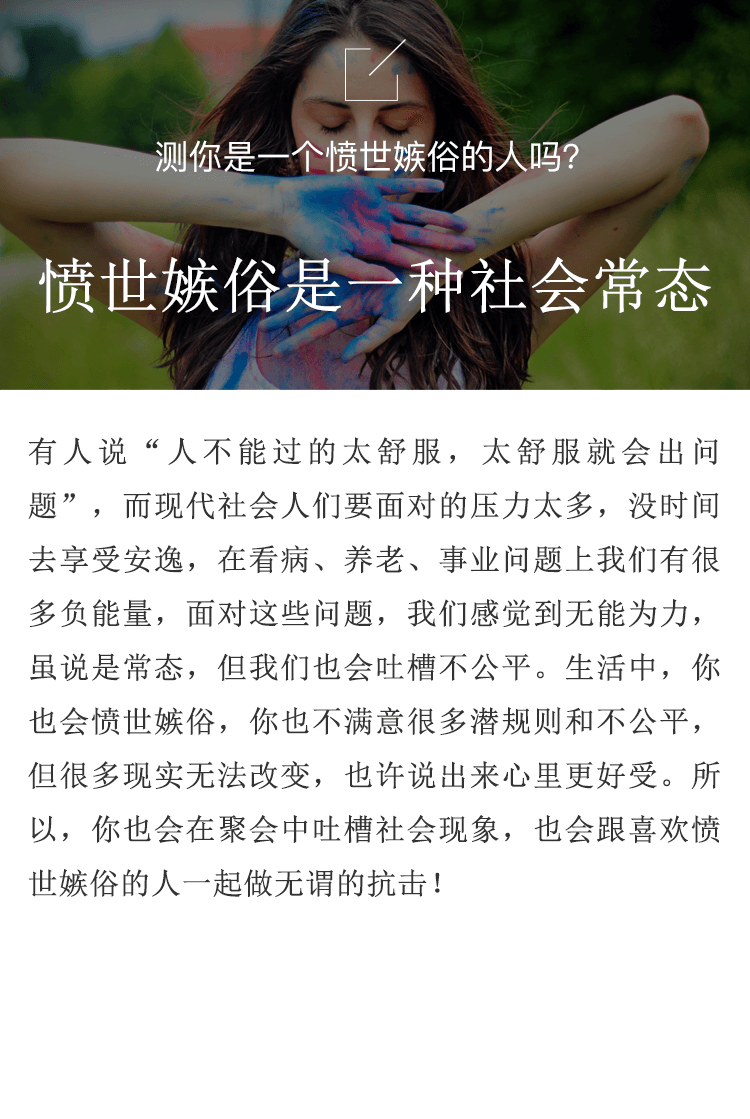 测你是一个愤世嫉俗的人吗?
愤世嫉俗是一种社会常态
有人说“人不能过的太舒服，太舒服就会出问
题”，而现代社会人们要面对的压力太多，没时间
去享受安逸，在看病、养老、事业问题上我们有很
多负能量，面对这些问题，我们感觉到无能为力，
虽说是常态，但我们也会吐槽不公平。生活中，你
也会愤世嫉俗，你也不满意很多潜规则和不公平，
但很多现实无法改变，也许说出来心里更好受。所
以，你也会在聚会中吐槽社会现象，也会跟喜欢愤
世嫉俗的人一起做无谓的抗击！